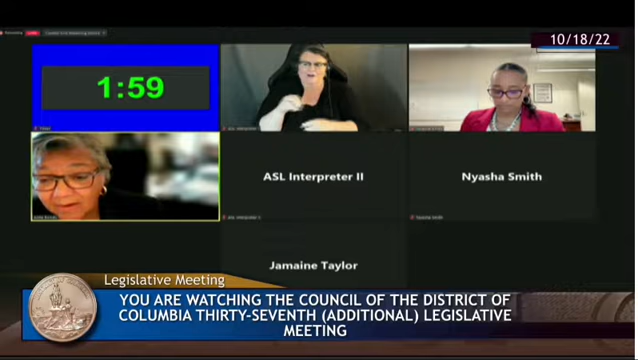 10/18/22
1:59
ASL Interpreter II
Nyasha Smith
Jamaine Taylor
Legislative Meeting
YOU ARE WATCHING THE COUNCIL OF THE DISTRICT OF
COLUMBIA THIRTY-SEVENTH (ADDITIONAL) LEGISLATIVE
MEETING